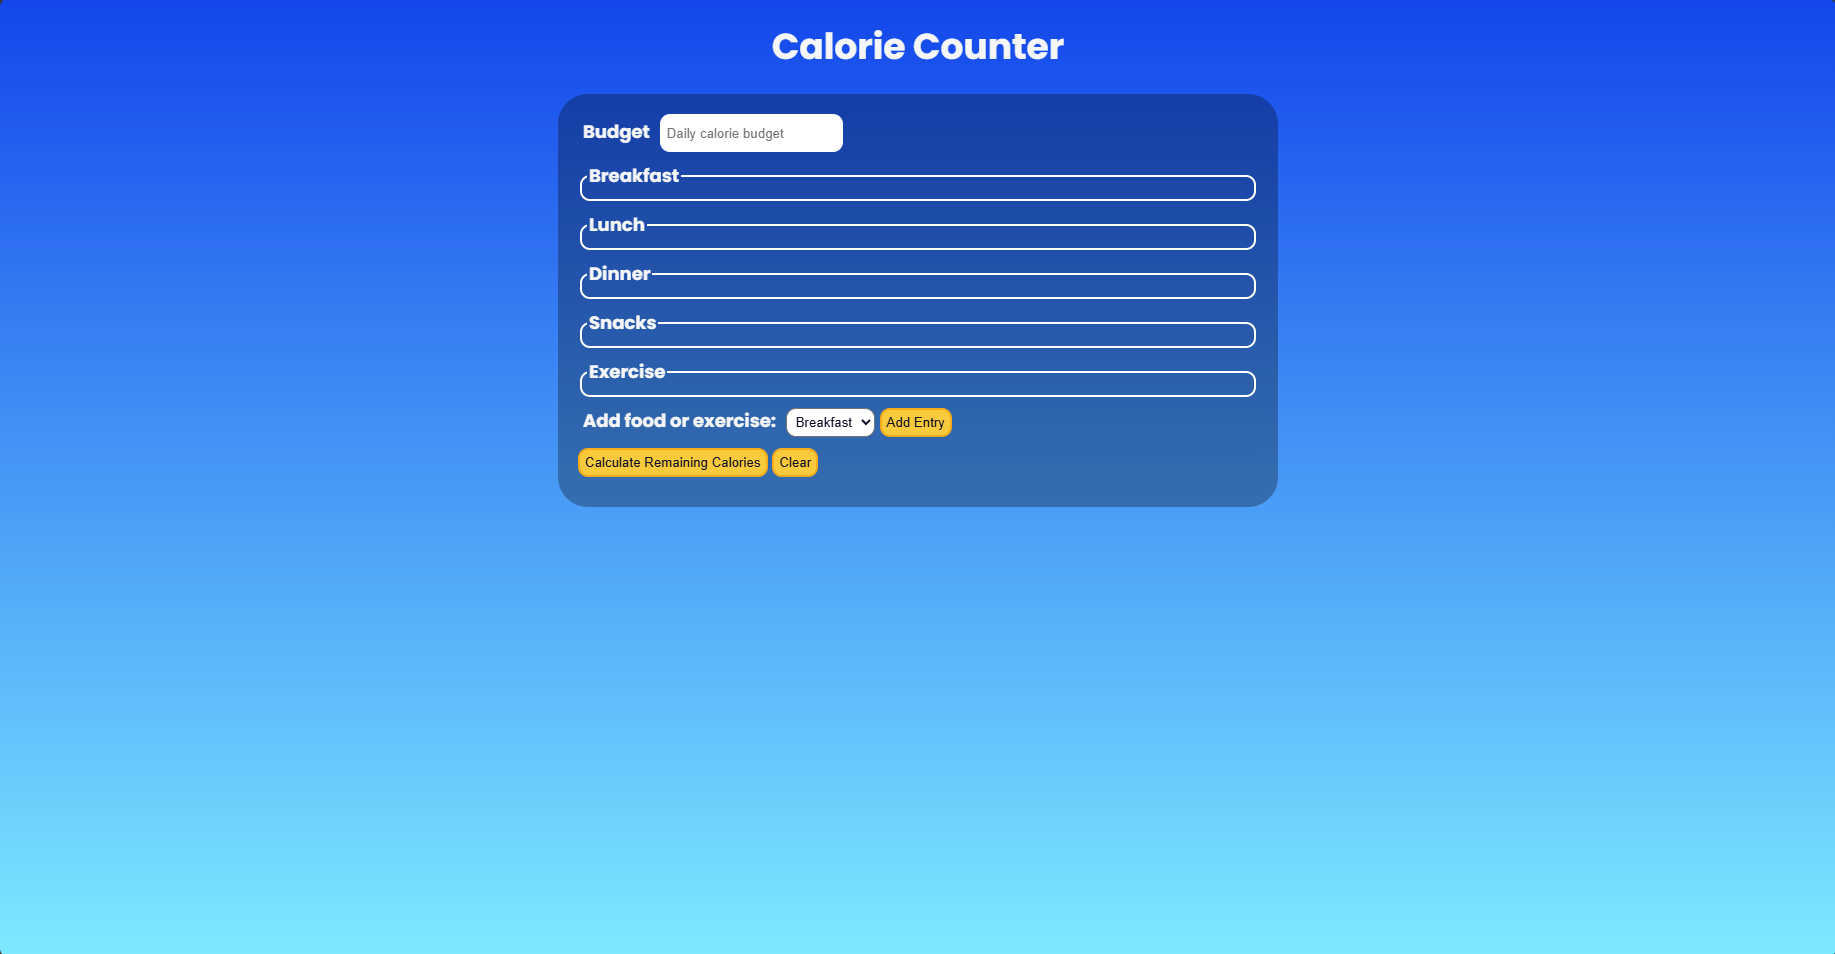 Calorie Counter
Budget Daily calorie budget
Breakfast
Lunch
Dinner
Snacks
Exercise
Add food or exercise: Breakfast Add Entry
Calculate Remaining Calories Clear